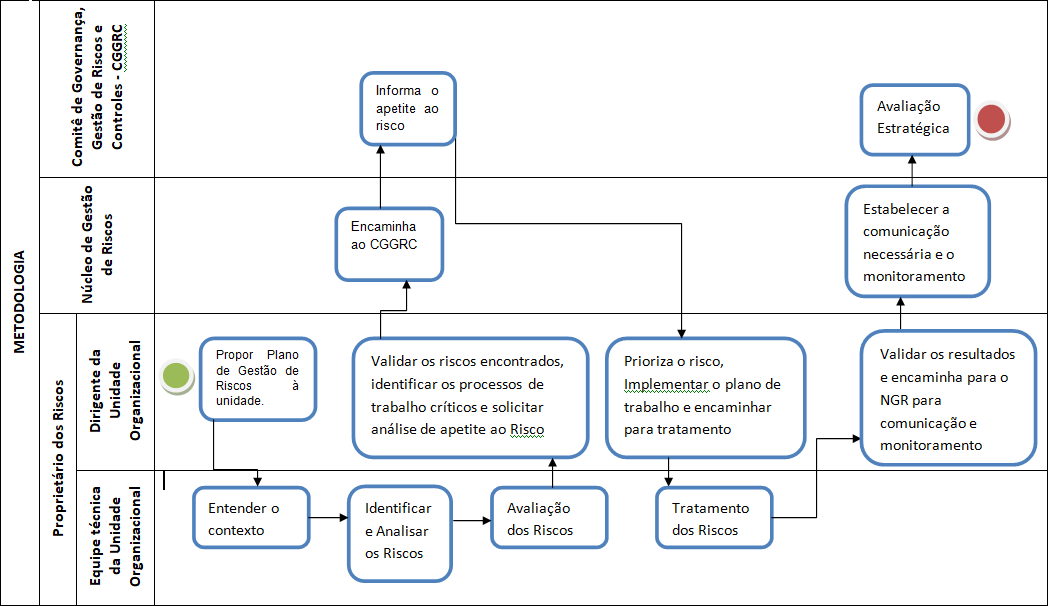 METODOLOGIA
Comitê de Governança,
Gestão de Riscos e
Controles - CGGRC
Informa o
apetite ao
risco
Avaliação
Estratégica
Núcleo de Gestão
de Riscos
Encaminha
ao CGGRC
Estabelecer a
comunicação
necessária e o
monitoramento
Proprietário dos Riscos
Dirigente da
Unidade
Organizacional
Propor Plano
de Gestão de
Riscos à
unidade.
Validar os riscos encontrados,
identificar os processos de
trabalho críticos e solicitar
análise de apetite ao Risco
Prioriza o risco,
Implementar o plano de
trabalho e encaminhar
para tratamento
Validar os resultados
e encaminha para o
NGR para
comunicação e
monitoramento
Equipe técnica
da Unidade
Organizacional
Entender o
contexto
Identificar
e Analisar
os Riscos
Avaliação
dos Riscos
Tratamento
dos Riscos